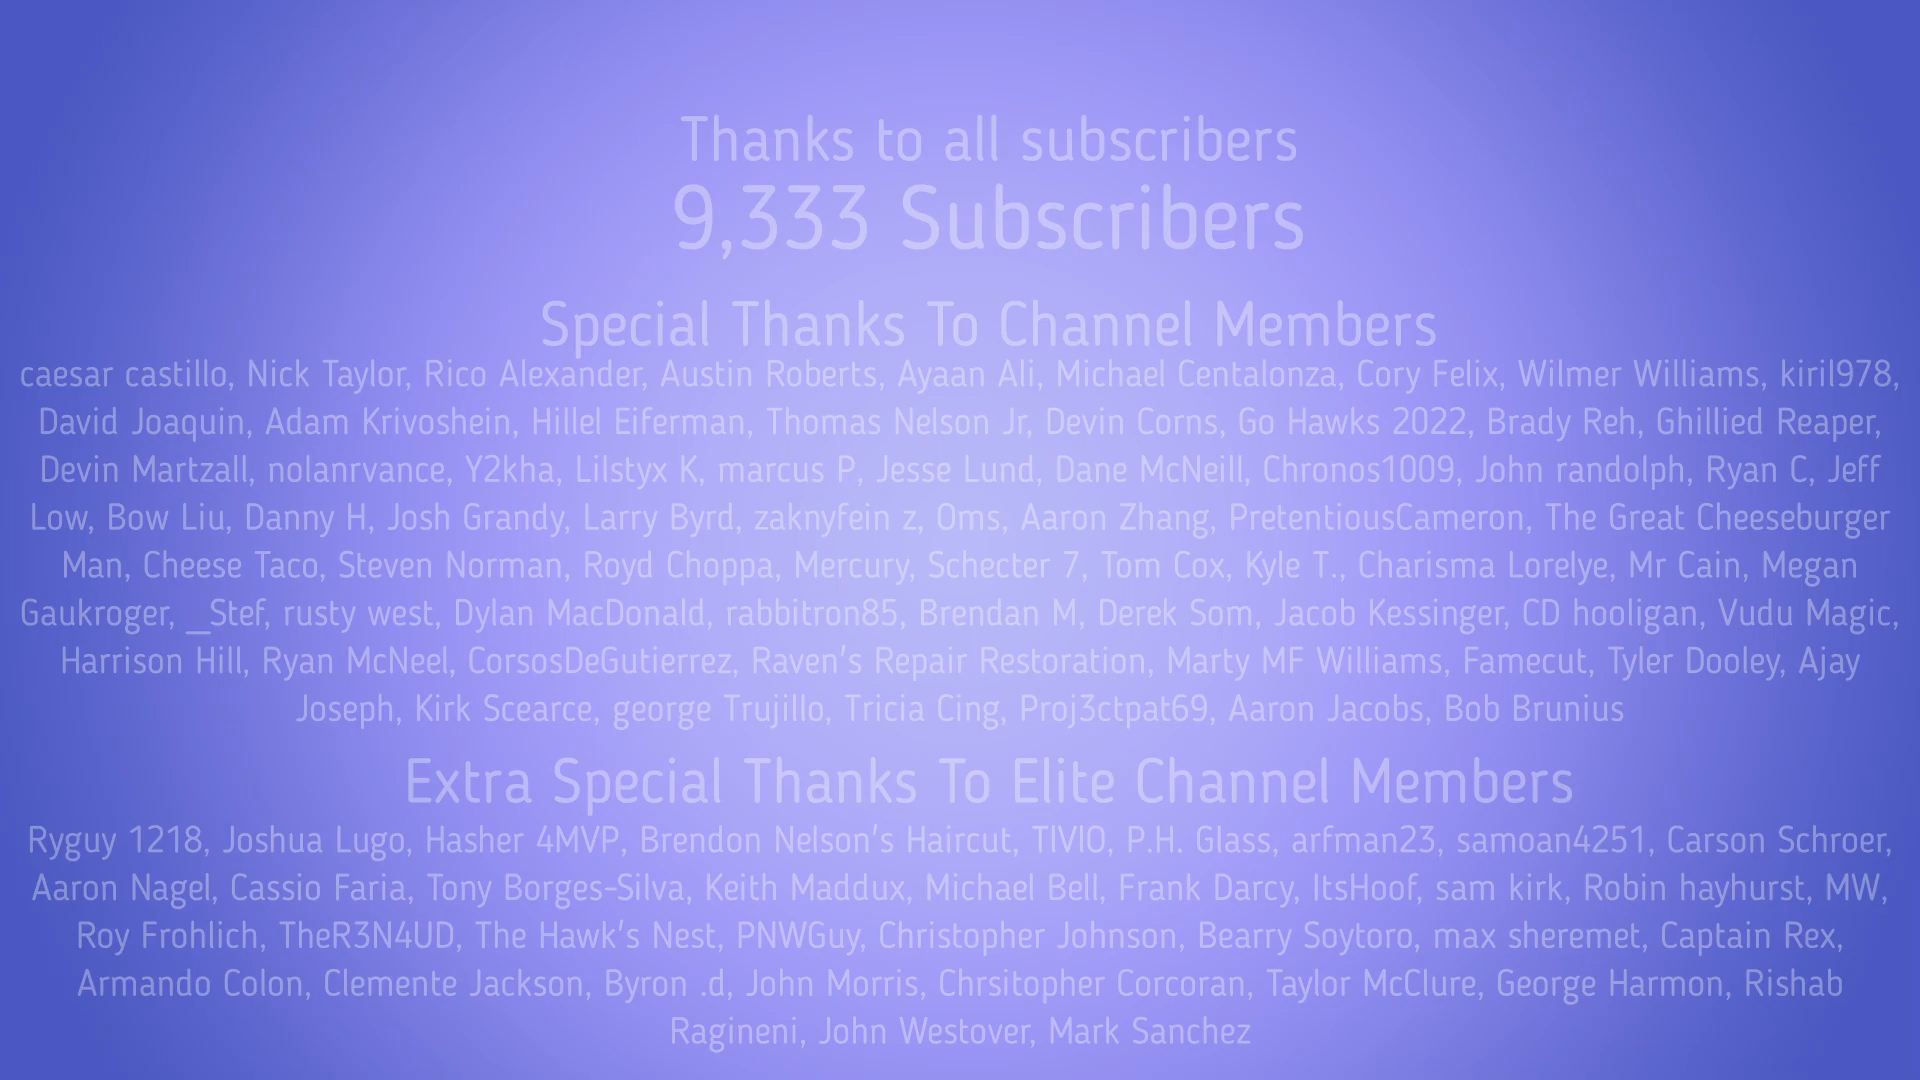 Thanks to all subscribers
9,333 Subscribers
Special Thanks To Channel Members
caesar castillo, Nick Taylor, Rico Alexander, Austin Roberts, Ayaan Ali, Michael Centalonza, Cory Felix, Wilmer Williams, kiril978,
David Joaquin, Adam Krivoshein, Hillel Eiferman, Thomas Nelson Jr, Devin Corns, Go Hawks 2022, Brady Reh, Ghillied Reaper,
Devin Martzall, nolanrvance, Y2kha, Lilstyx K, marcus P, Jesse Lund, Dane McNeill, Chronos1009, John randolph, Ryan C, Jeff
Low, Bow Liu, Danny H, Josh Grandy, Larry Byrd, zaknyfein z, Oms, Aaron Zhang, PretentiousCameron, The Great Cheeseburger
Man, Cheese Taco, Steven Norman, Royd Choppa, Mercury, Schecter 7, Tom Cox, Kyle T., Charisma Lorelye, Mr Cain, Megan
Gaukroger, __Stef, rusty west, Dylan MacDonald, rabbitron85, Brendan M, Derek Som, Jacob Kessinger, CD hooligan, Vudu Magic,
Harrison Hill, Ryan McNeel, CorsosDeGutierrez, Raven's Repair Restoration, Marty MF Williams, Famecut, Tyler Dooley, Ajay
Joseph, Kirk Scearce, george Trujillo, Tricia Cing, Proj3ctpat69, Aaron Jacobs, Bob Brunius
Extra Special Thanks To Elite Channel Members
Ryguy 1218, Joshua Lugo, Hasher 4MVP, Brendon Nelson's Haircut, TIVIO, P.H. Glass, arfman23, samoan4251, Carson Schroer,
Aaron Nagel, Cassio Faria, Tony Borges-Silva, Keith Maddux, Michael Bell, Frank Darcy, ItsHoof, sam kirk, Robin hayhurst, MW,
Roy Frohlich, TheR3N4UD, The Hawk's Nest, PNWGuy, Christopher Johnson, Bearry Soytoro, max sheremet, Captain Rex,
Armando Colon, Clemente Jackson, Byron .d, John Morris, Chrsitopher Corcoran, Taylor McClure, George Harmon, Rishab
Ragineni, John Westover, Mark Sanchez